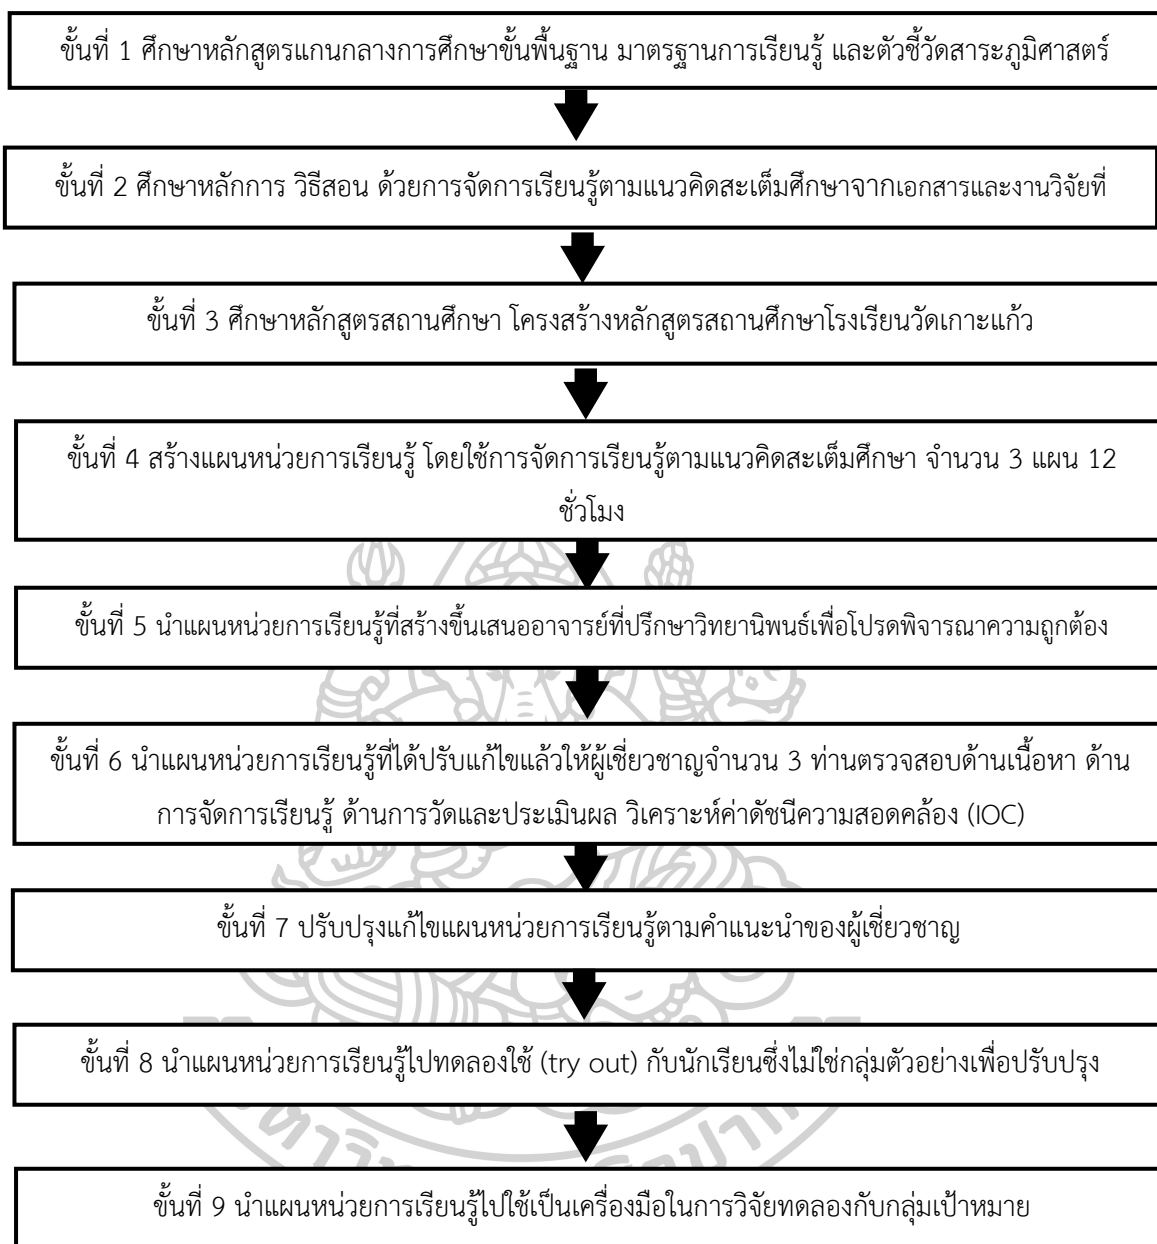 ขั้นที่ 1 ศึกษาหลักสูตรแกนกลางการศึกษาขั้นพื้นฐาน มาตรฐานการเรียนรู้ และตัวชี้วัดสาระภูมิศาสตร์
ขั้นที่ 2 ศึกษาหลักการ วิธีสอน ด้วยการจัดการเรียนรู้ตามแนวคิดสะเต็มศึกษาจากเอกสารและงานวิจัยที่
ขั้นที่ 3 ศึกษาหลักสูตรสถานศึกษา โครงสร้างหลักสูตรสถานศึกษาโรงเรียนวัดเกาะแก้ว
ขั้นที่ 4 สร้างแผนหน่วยการเรียนรู้ โดยใช้การจัดการเรียนรู้ตามแนวคิดสะเต็มศึกษา จำนวน 3 แผน 12
ชั่วโมง
ขั้นที่ 5 นำแผนหน่วยการเรียนรู้ที่สร้างขึ้นเสนออาจารย์ที่ปรึกษาวิทยานิพนธ์เพื่อโปรดพิจารณาความถูกต้อง
ขั้นที่ 6 นำแผนหน่วยการเรียนรู้ที่ได้ปรับแก้ไขแล้วให้ผู้เชี่ยวชาญจำนวน 3 ท่านตรวจสอบด้านเนื้อหา ด้าน
การจัดการเรียนรู้ ด้านการวัดและประเมินผล วิเคราะห์ค่าดัชนีความสอดคล้อง (IOC)
ขั้นที่ 7 ปรับปรุงแก้ไขแผนหน่วยการเรียนรู้ตามคำแนะนำของผู้เชี่ยวชาญ
ขั้นที่ 8 นำแผนหน่วยการเรียนรู้ไปทดลองใช้ (try out) กับนักเรียนซึ่งไม่ใช่กลุ่มตัวอย่างเพื่อปรับปรุง
ขั้นที่ 9 นำแผนหน่วยการเรียนรู้ไปใช้เป็นเครื่องมือในการวิจัยทดลองกับกลุ่มเป้าหมาย